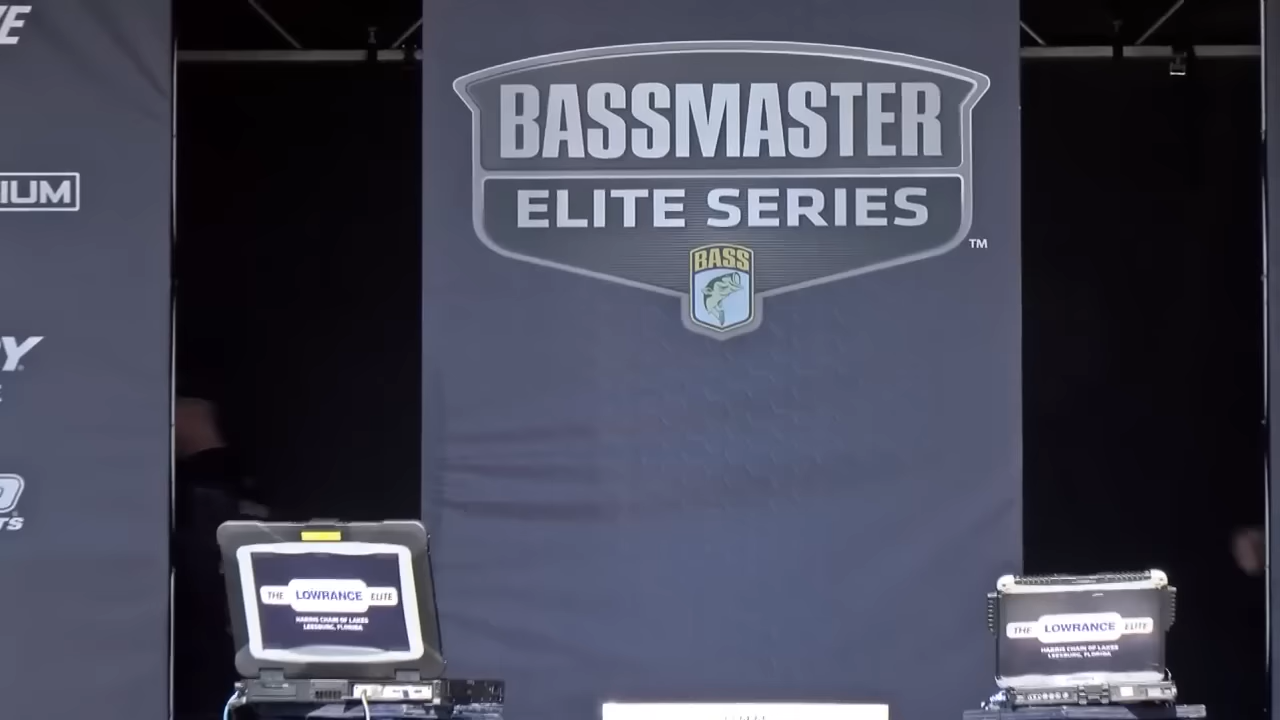 BASSMASTER
ELITE SERIES
TM
BASS
IUM
THE LOWRANCE ELITE
HARRIS CHAIN OF LAKES
LEESBURG, FLORIDA
THE LOWRANCE ELITE
HARRIS CHAIN OF LAKES
LEESBURG, FLORIDA